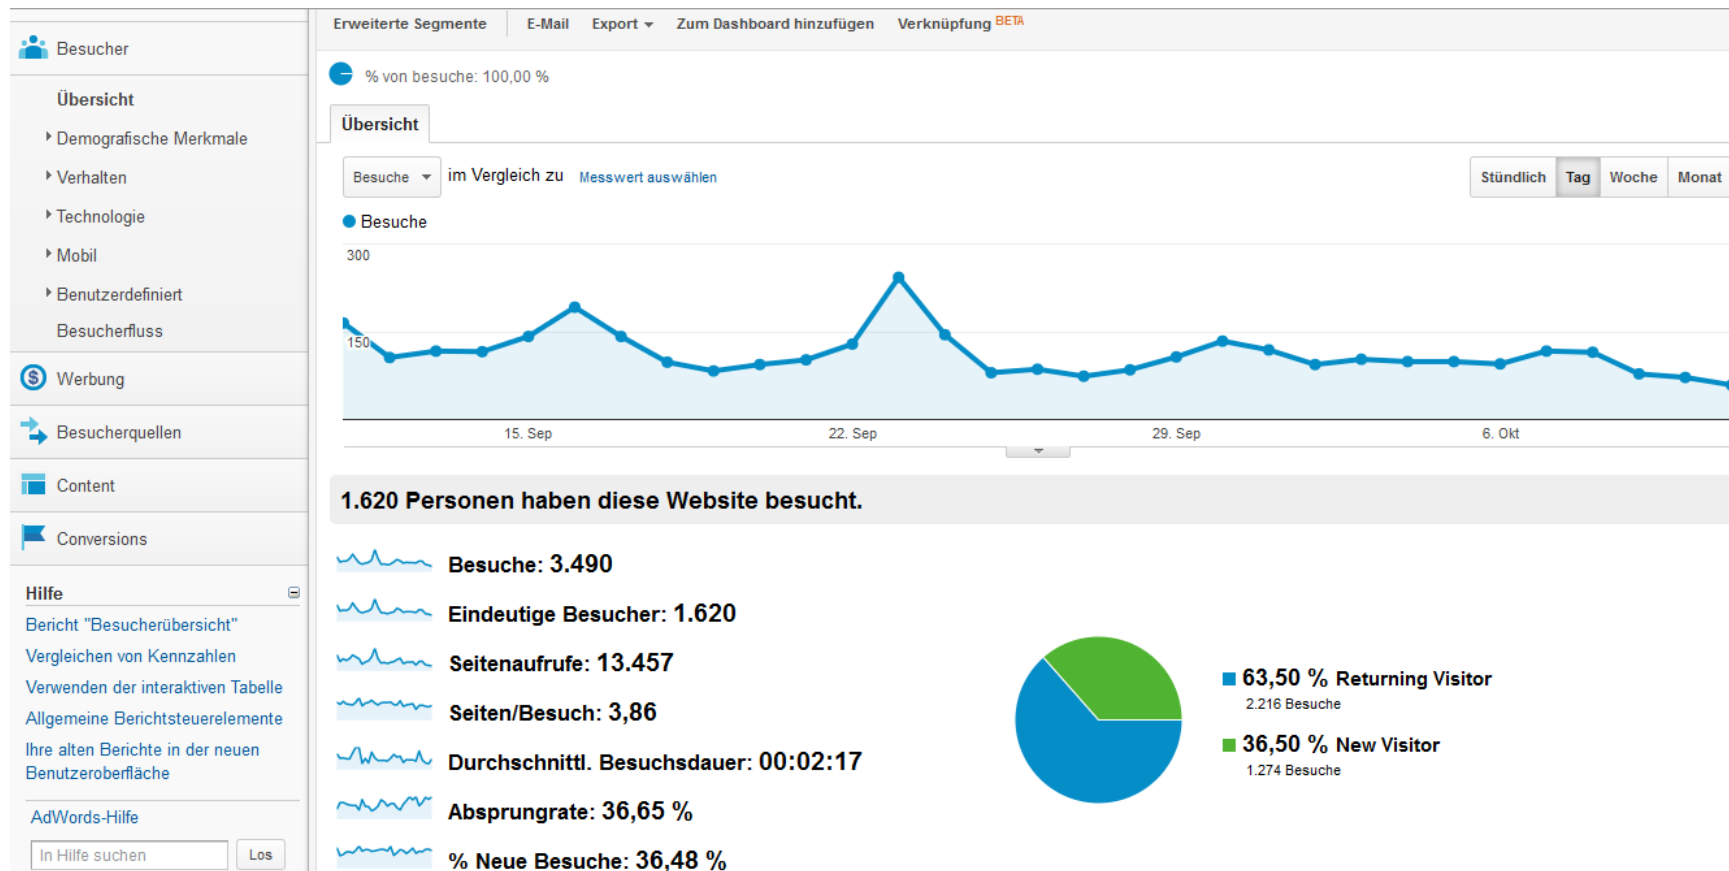 Erweiterte Segmente E-Mail Export Zum Dashboard hinzufügen Verknüpfung BETA
Besucher
Übersicht
Demografische Merkmale
Verhalten
Technologie
Mobil
Benutzerdefiniert
Besucherfluss
Werbung
Besucherquellen
Content
Conversions
Hilfe
Bericht "Besucherübersicht"
Vergleichen von Kennzahlen
Verwenden der interaktiven Tabelle
Allgemeine Berichtsteuerelemente
Ihre alten Berichte in der neuen
Benutzeroberfläche
AdWords-Hilfe
In Hilfe suchen Los
% von besuche: 100,00 %
Übersicht
Besuche im Vergleich zu Messwert auswählen
Stündlich Tag Woche Monat
Besuche
300
150
15. Sep 22. Sep 29. Sep 6. Okt
1.620 Personen haben diese Website besucht.
Besuche: 3.490
Eindeutige Besucher: 1.620
Seitenaufrufe: 13.457
Seiten/Besuch: 3,86
Durchschnittl. Besuchsdauer: 00:02:17
Absprungrate: 36,65 %
% Neue Besuche: 36,48 %
63,50 % Returning Visitor
2.216 Besuche
36,50 % New Visitor
1.274 Besuche